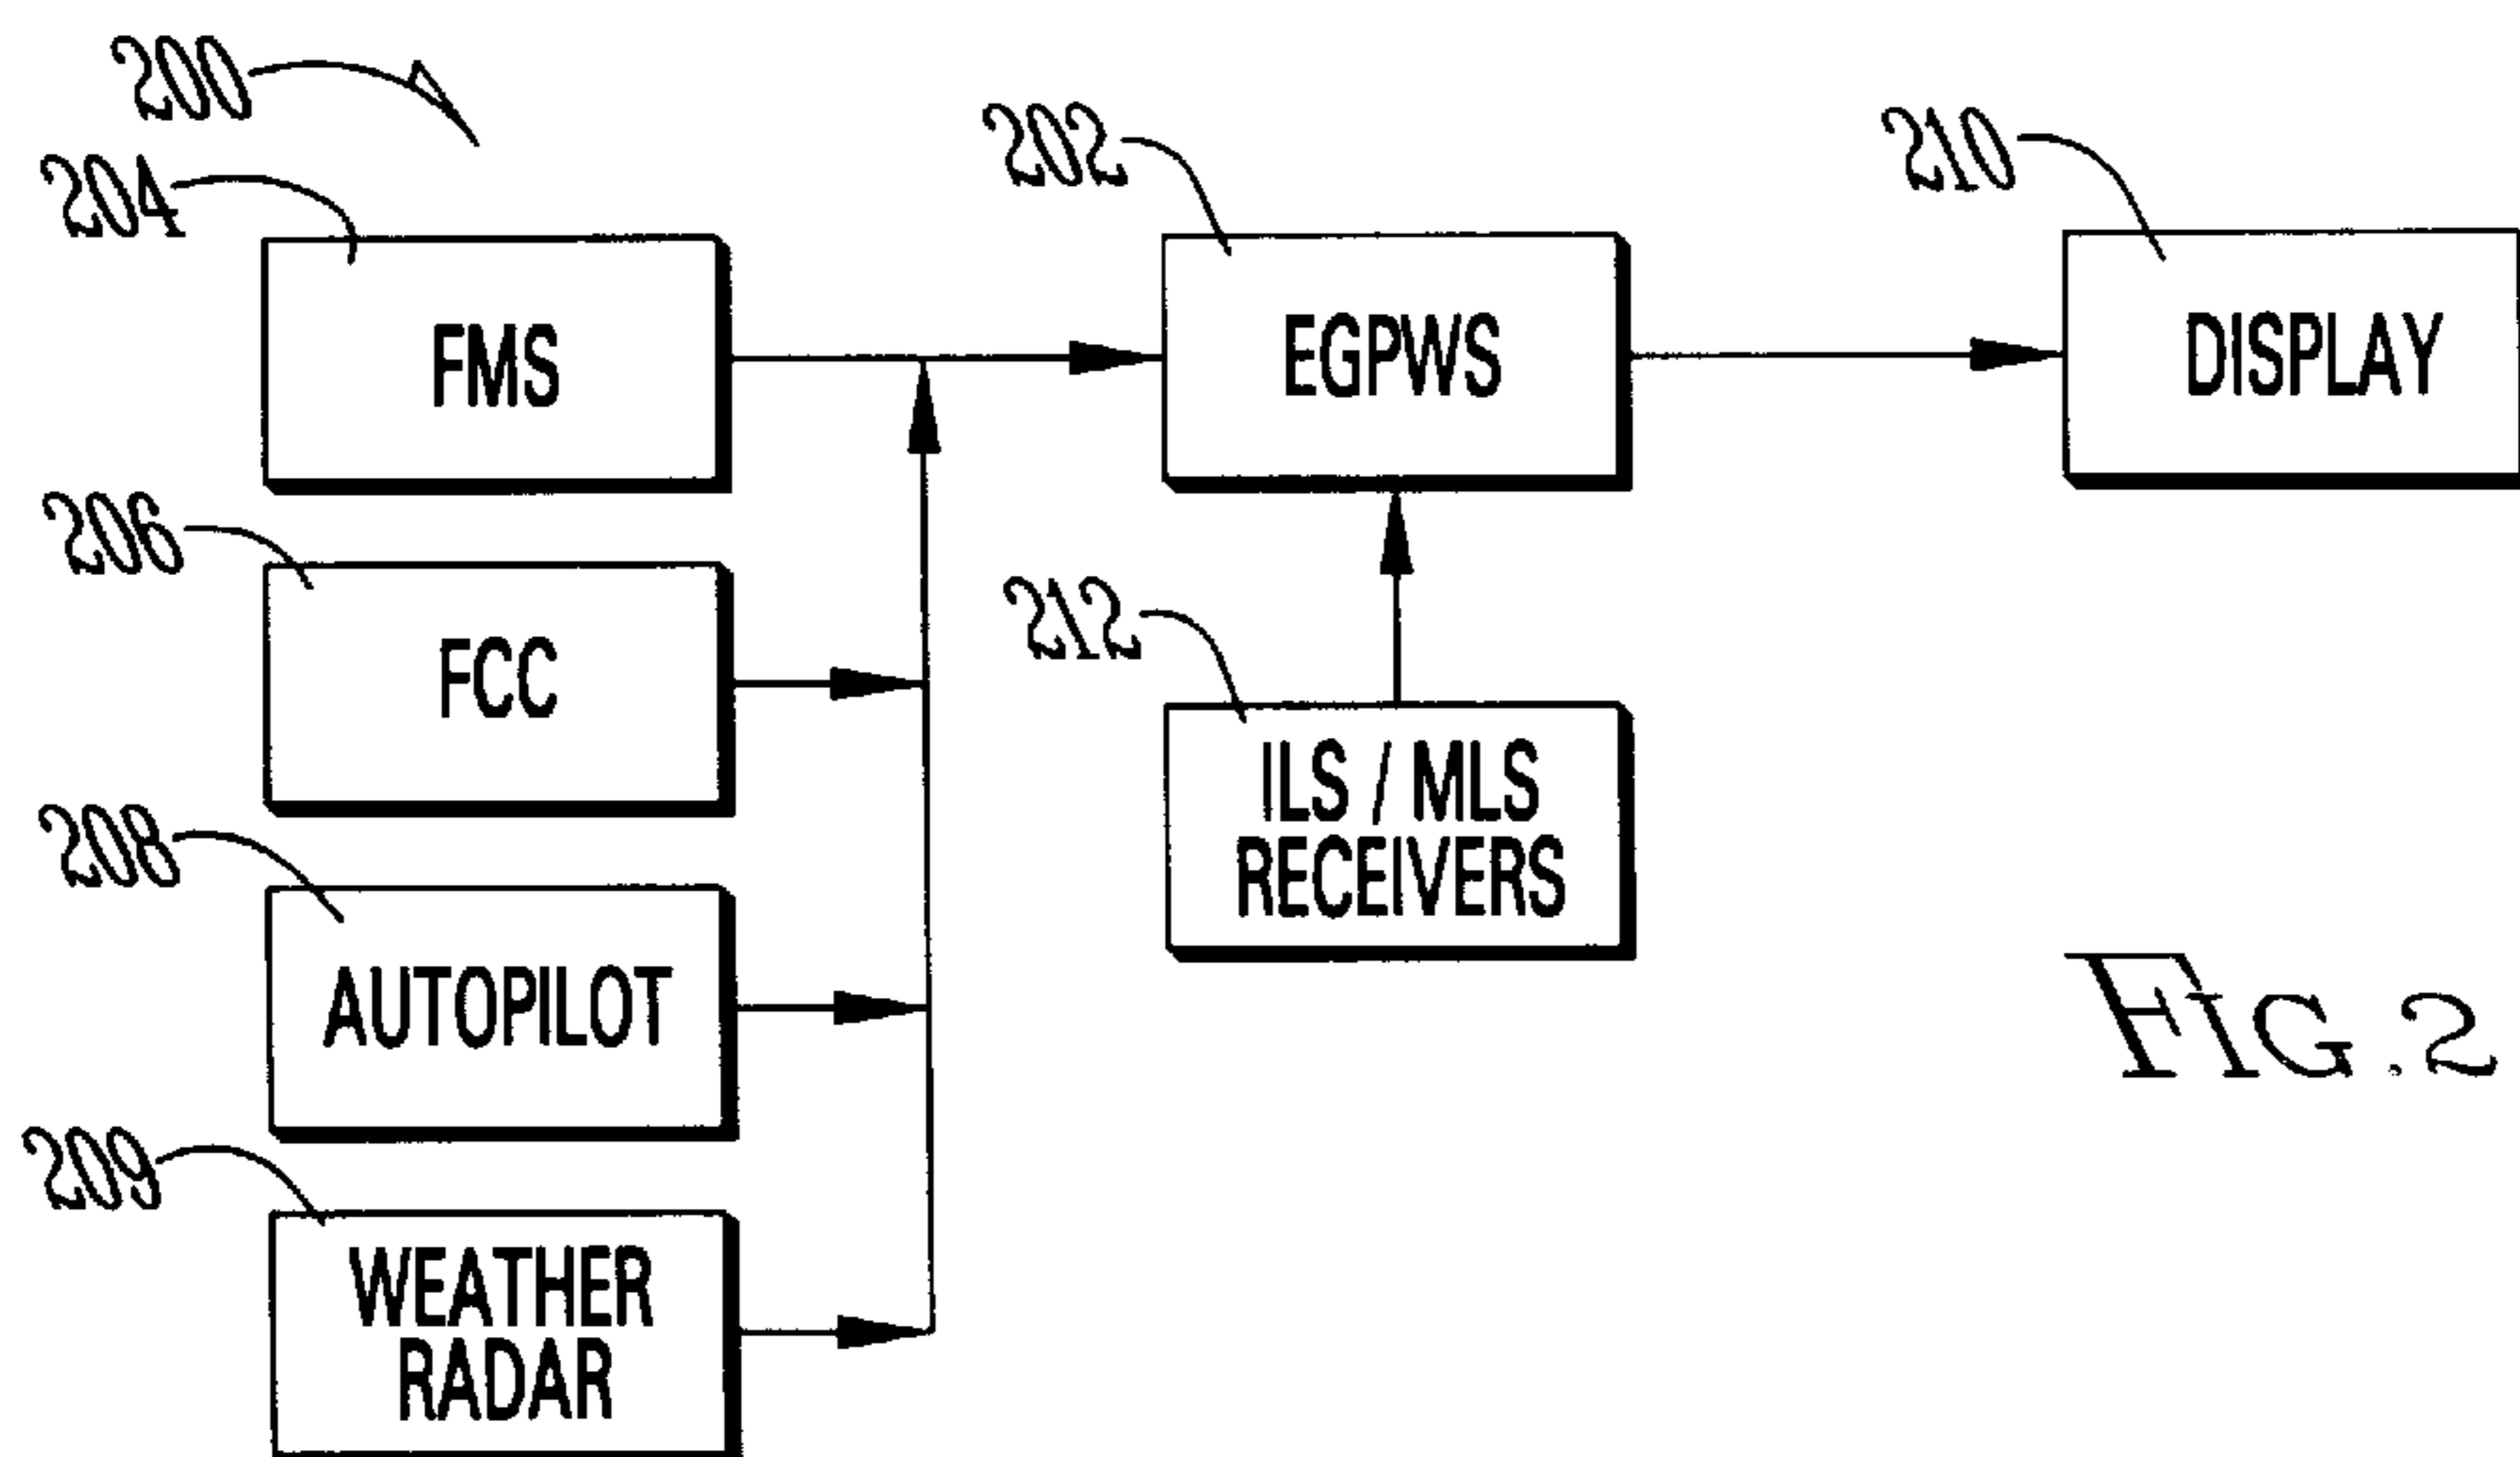 200
204
202
210
FMS
EGPWS
DISPLAY
206
FCC
212
ILS / MLS
RECEIVERS
208
AUTOPILOT
FIG.2
209
WEATHER
RADAR